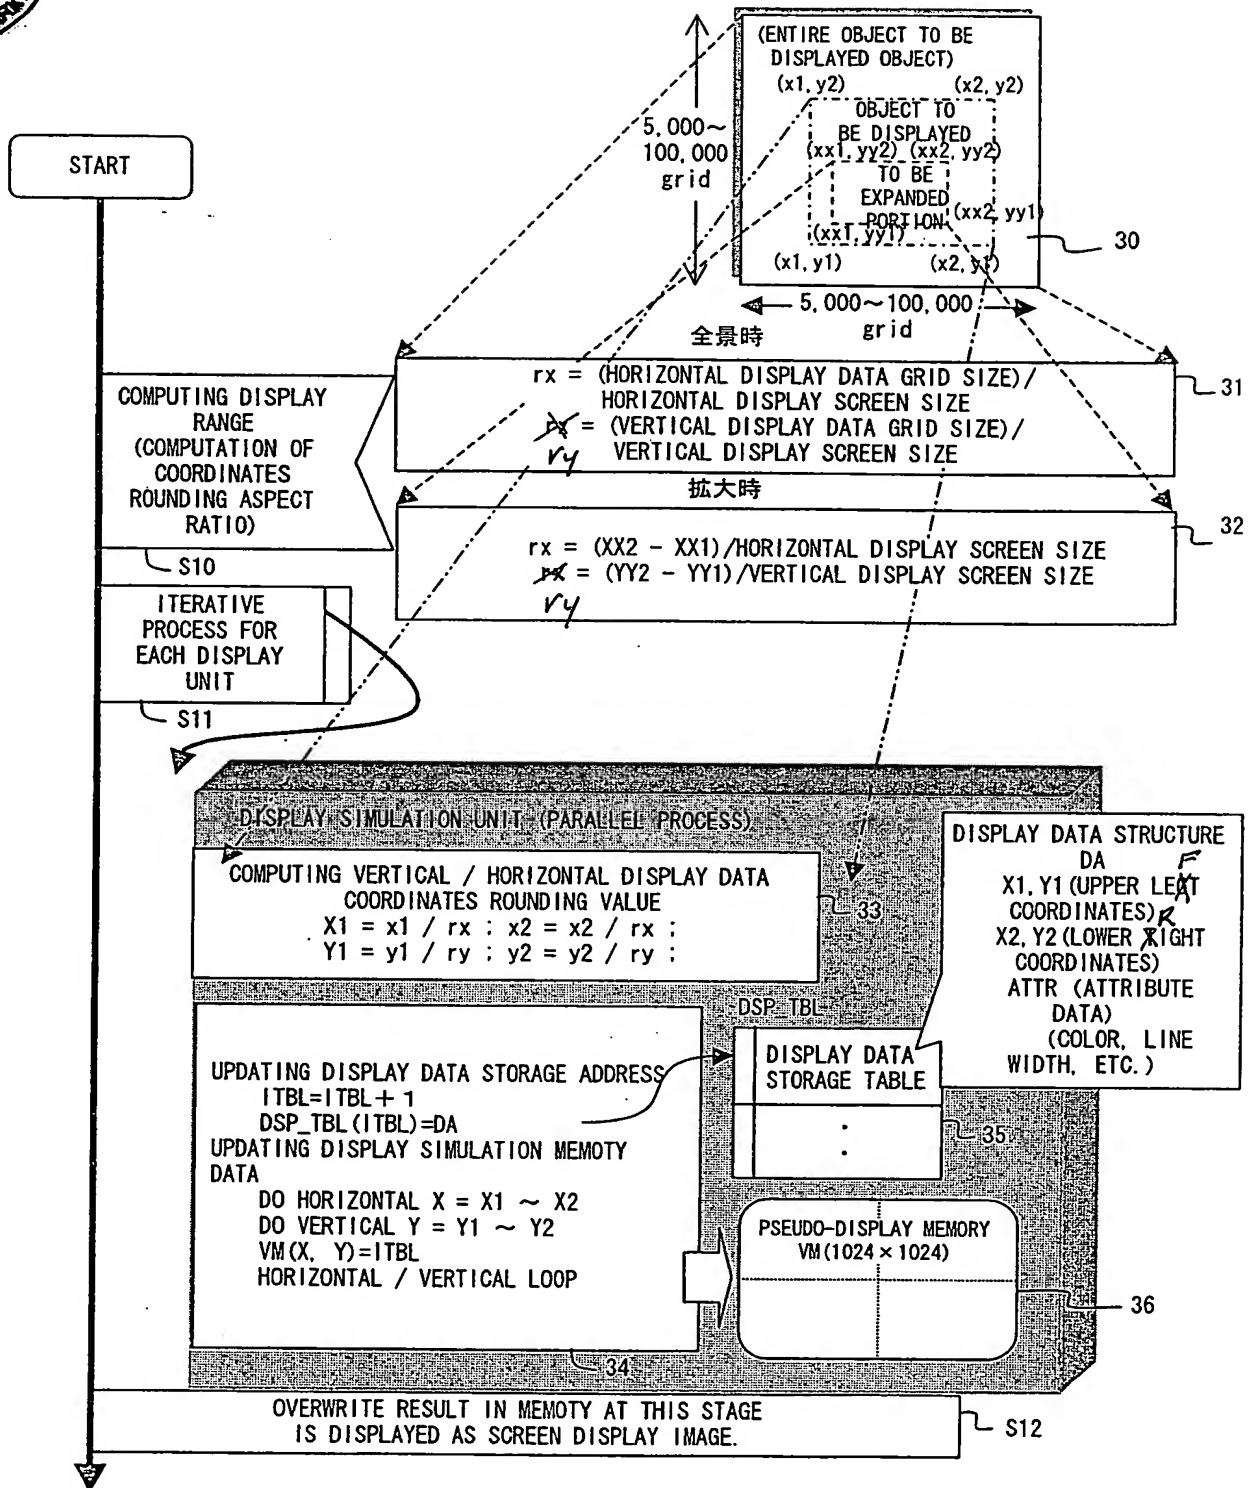 (ENTIRE OBJECT TO BE
DISPLAYED OBJECT)
(x1, y2) (x2, y2)
OBJECT TO
BE DISPLAYED
(xx1, yy2) (xx2, yy2)
TO BE
EXPANDED
PORTION
(xx2, yy1)
(xx1, yy1)
(x1, y1) (x2, y1)
30
5,000~
100,000
grid
5,000~100,000
grid
START
全景時
rx = (HORIZONTAL DISPLAY DATA GRID SIZE)/
HORIZONTAL DISPLAY SCREEN SIZE
rx = (VERTICAL DISPLAY DATA GRID SIZE)/
ry VERTICAL DISPLAY SCREEN SIZE
31
COMPUTING DISPLAY
RANGE
(COMPUTATION OF
COORDINATES
ROUNDING ASPECT
RATIO)
S10
拡大時
rx = (XX2 - XX1)/HORIZONTAL DISPLAY SCREEN SIZE
rx = (YY2 - YY1)/VERTICAL DISPLAY SCREEN SIZE
ry
32
ITERATIVE
PROCESS FOR
EACH DISPLAY
UNIT
S11
DISPLAY SIMULATION UNIT (PARALLEL PROCESS)
COMPUTING VERTICAL / HORIZONTAL DISPLAY DATA
COORDINATES ROUNDING VALUE
X1 = x1 / rx ; x2 = x2 / rx ;
Y1 = y1 / ry ; y2 = y2 / ry ;
33
DISPLAY DATA STRUCTURE
DA
F
X1, Y1 (UPPER LEAT
COORDINATES)
R
X2, Y2 (LOWER XIGHT
COORDINATES)
ATTR (ATTRIBUTE
DATA)
(COLOR, LINE
WIDTH, ETC.)
DSP_TBL
DISPLAY DATA
STORAGE TABLE
35
UPDATING DISPLAY DATA STORAGE ADDRESS
ITBL=ITBL+ 1
DSP_TBL(ITBL)=DA
UPDATING DISPLAY SIMULATION MEMOTY
DATA
DO HORIZONTAL X = X1 ~ X2
DO VERTICAL Y = Y1 ~ Y2
VM(X, Y)=ITBL
HORIZONTAL / VERTICAL LOOP
34
PSEUDO-DISPLAY MEMORY
VM(1024×1024)
36
OVERWRITE RESULT IN MEMOTY AT THIS STAGE
IS DISPLAYED AS SCREEN DISPLAY IMAGE.
S12